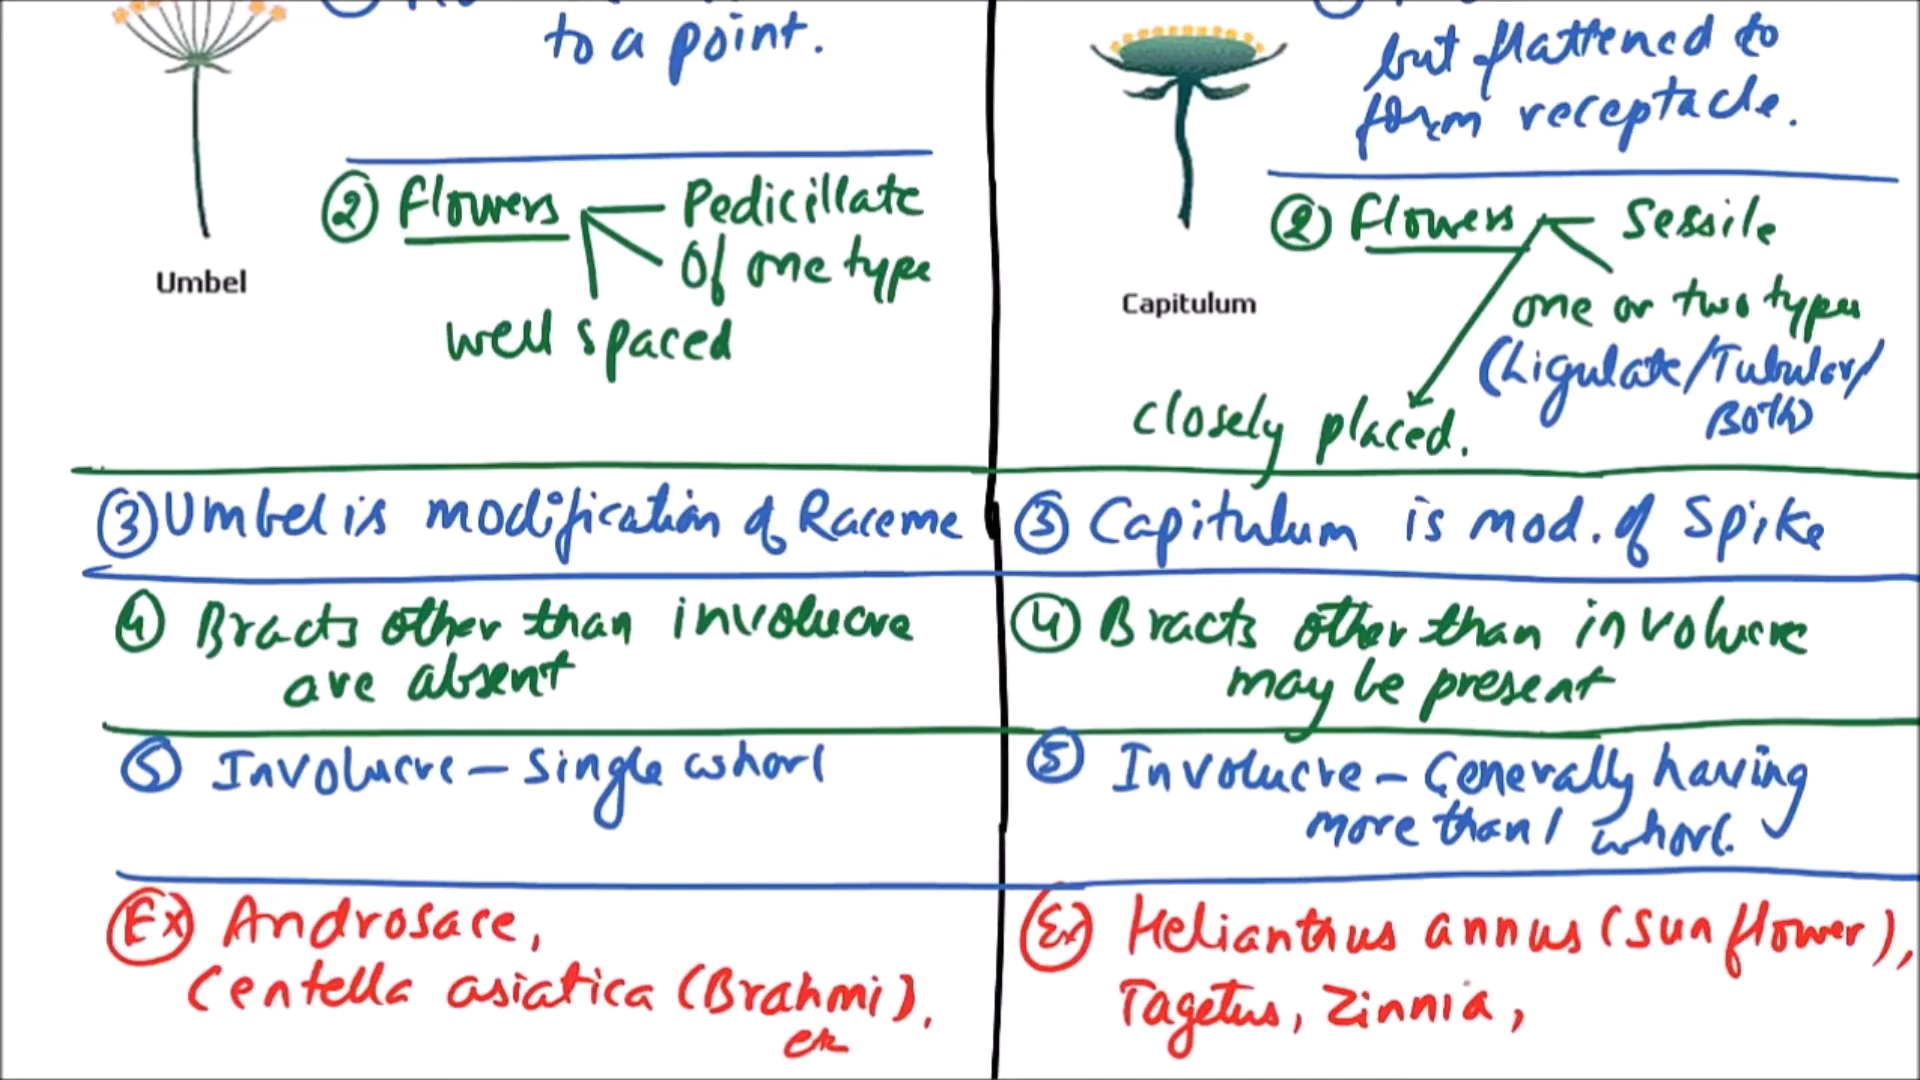 to a point.
② Flowers
Pedicillate
Of one type
well spaced
Umbel
③ Umbel is modification of Raceme
④ Bracts other than involucre
are absent
⑤ Involucre - Single whorl
Ex Androsace,
Centella asiatica (Brahmi),
etc
but flattened to
form receptacle.
② Flowers
Sessile
one or two types
(Ligulate/Tubular/
Both)
closely placed.
Capitulum
③ Capitulum is mod. of Spike
④ Bracts other than involucre
may be present
⑤ Involucre - Generally having
more than 1 whorl.
Ex Helianthus annus (Sunflower),
Tagetus, Zinnia,